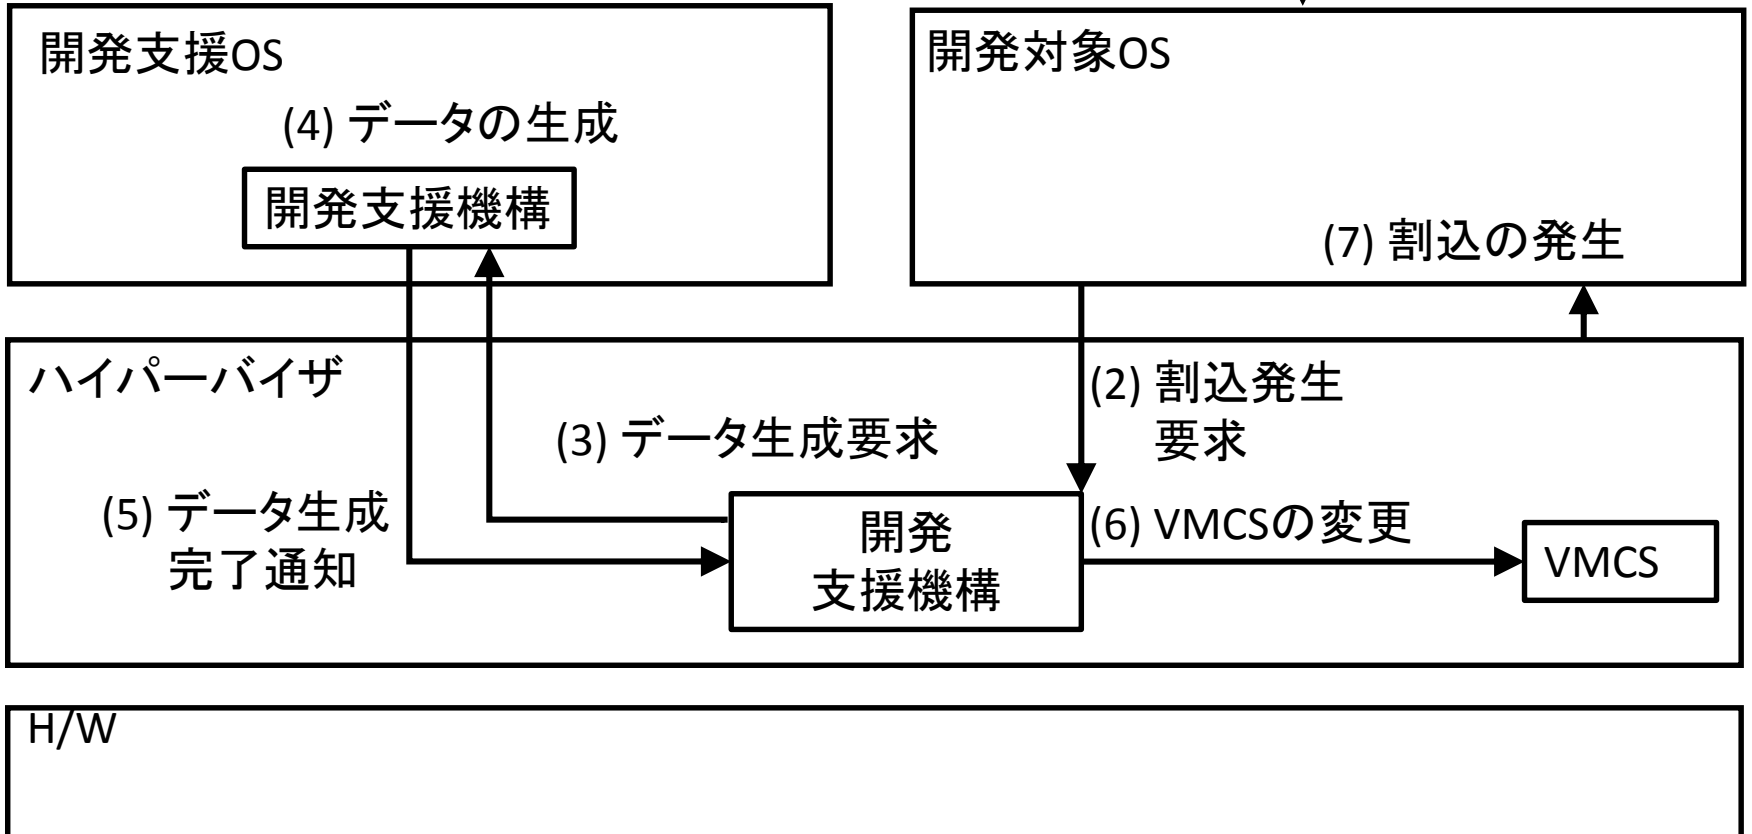 開発支援OS
(4) データの生成
開発支援機構
開発対象OS
(7) 割込の発生
ハイパーバイザ
(2) 割込発生
要求
(3) データ生成要求
(5) データ生成
完了通知
開発
支援機構
(6) VMCSの変更
VMCS
H/W